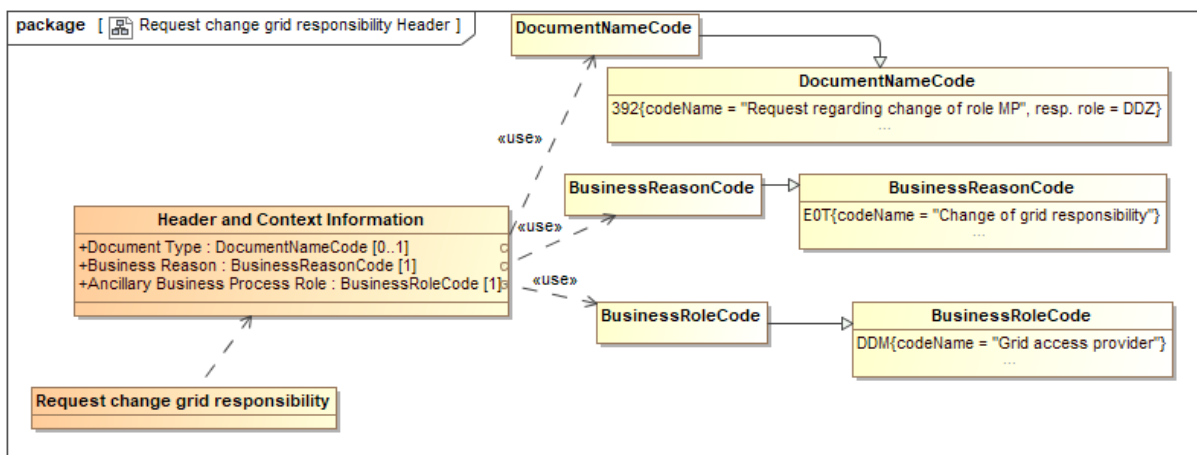 package [ Request change grid responsibility Header ]
DocumentNameCode
DocumentNameCode
392{codeName = "Request regarding change of role MP", resp. role = DDZ}
...
«use»
BusinessReasonCode
BusinessReasonCode
E0T{codeName = "Change of grid responsibility"}
...
Header and Context Information
+Document Type : DocumentNameCode [0..1]
+Business Reason : BusinessReasonCode [1]
+Ancillary Business Process Role : BusinessRoleCode [1]
«use»
«use»
BusinessRoleCode
BusinessRoleCode
DDM{codeName = "Grid access provider"}
...
Request change grid responsibility